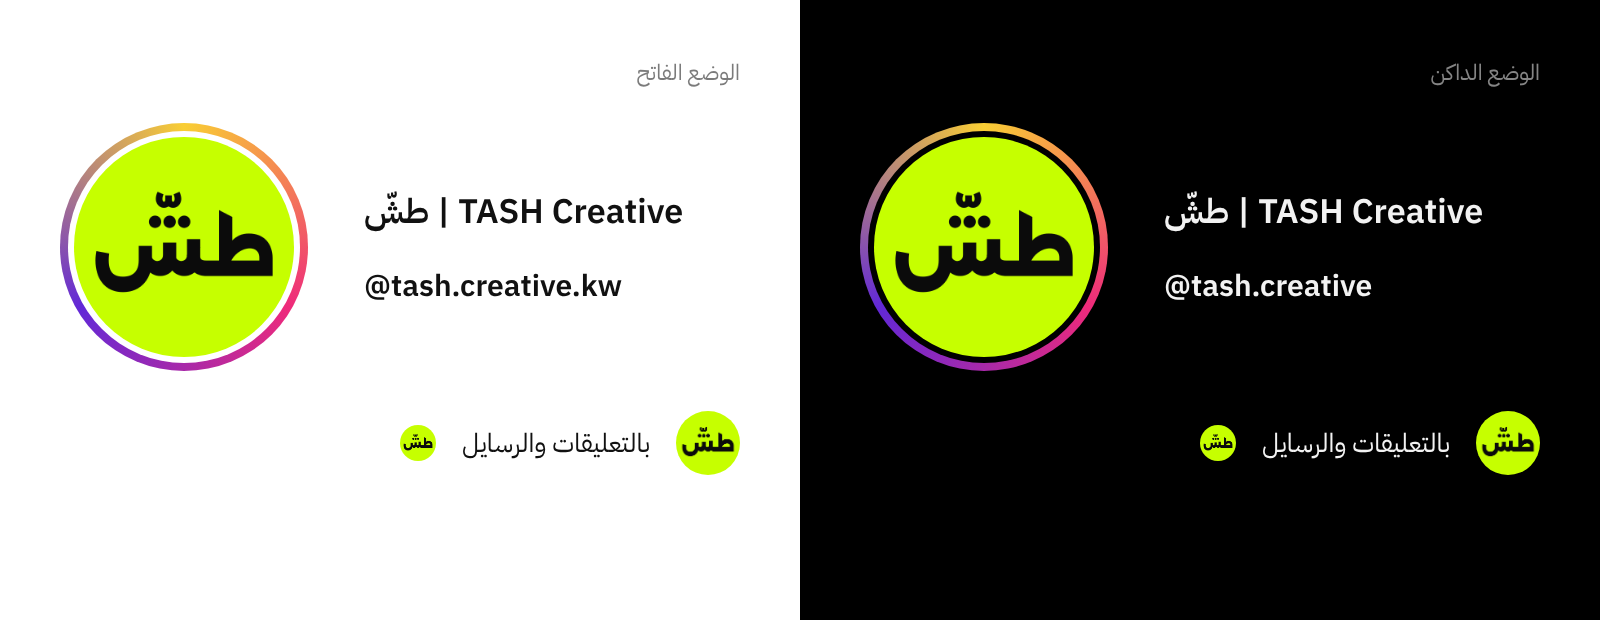 الوضع الفاتح
طشّ
طشّ | TASH Creative
@tash.creative.kw
طشّ
بالتعليقات والرسايل
طشّ
الوضع الداكن
طشّ
طشّ | TASH Creative
@tash.creative
طشّ
بالتعليقات والرسايل
طشّ